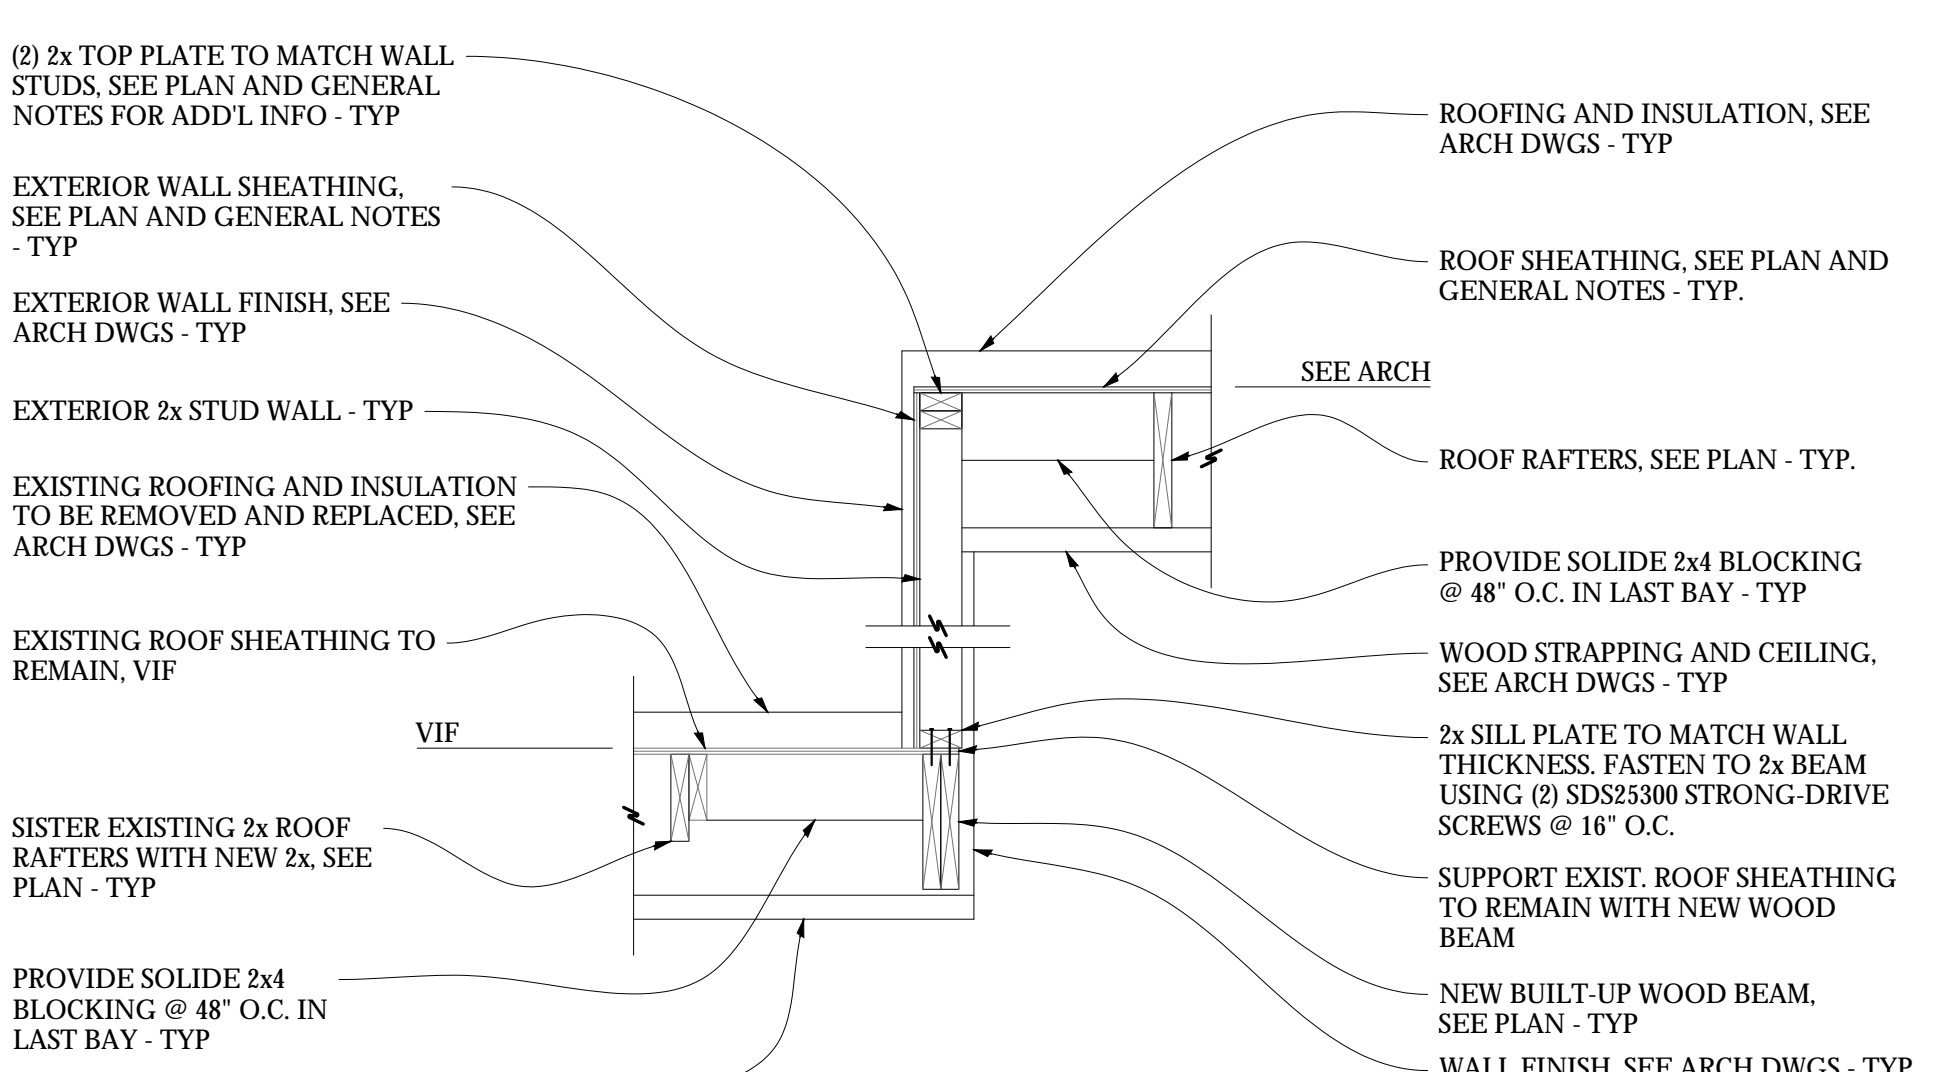 (2) 2x TOP PLATE TO MATCH WALL
STUDS, SEE PLAN AND GENERAL
NOTES FOR ADD'L INFO - TYP
EXTERIOR WALL SHEATHING,
SEE PLAN AND GENERAL NOTES
- TYP
EXTERIOR WALL FINISH, SEE
ARCH DWGS - TYP
EXTERIOR 2x STUD WALL - TYP
EXISTING ROOFING AND INSULATION
TO BE REMOVED AND REPLACED, SEE
ARCH DWGS - TYP
EXISTING ROOF SHEATHING TO
REMAIN, VIF
VIF
SISTER EXISTING 2x ROOF
RAFTERS WITH NEW 2x, SEE
PLAN - TYP
PROVIDE SOLIDE 2x4
BLOCKING @ 48" O.C. IN
LAST BAY - TYP
ROOFING AND INSULATION, SEE
ARCH DWGS - TYP
ROOF SHEATHING, SEE PLAN AND
GENERAL NOTES - TYP.
SEE ARCH
ROOF RAFTERS, SEE PLAN - TYP.
PROVIDE SOLIDE 2x4 BLOCKING
@ 48" O.C. IN LAST BAY - TYP
WOOD STRAPPING AND CEILING,
SEE ARCH DWGS - TYP
2x SILL PLATE TO MATCH WALL
THICKNESS. FASTEN TO 2x BEAM
USING (2) SDS25300 STRONG-DRIVE
SCREWS @ 16" O.C.
SUPPORT EXIST. ROOF SHEATHING
TO REMAIN WITH NEW WOOD
BEAM
NEW BUILT-UP WOOD BEAM,
SEE PLAN - TYP
WALL FINISH, SEE ARCH DWGS - TYP